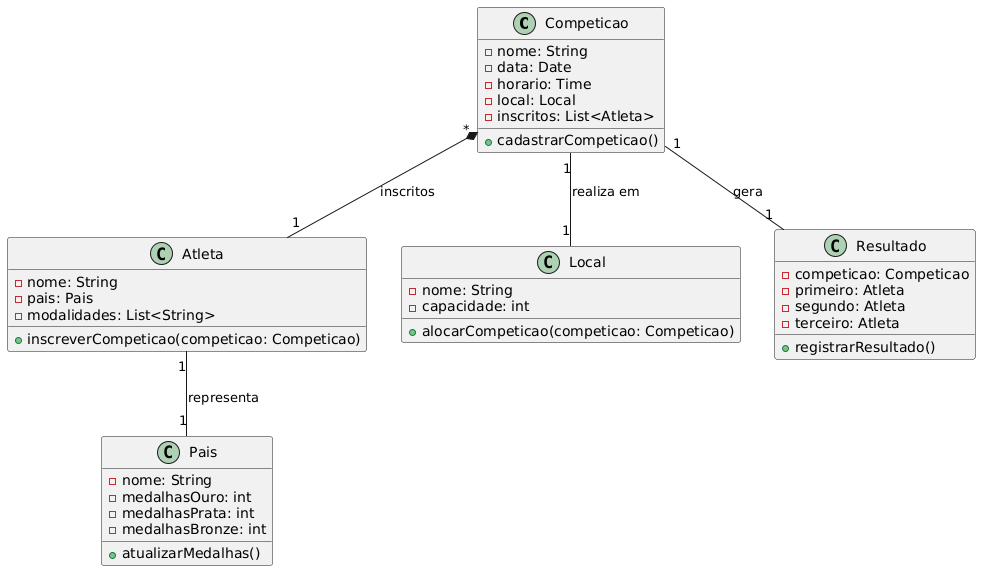 C Competicao
nome: String
data: Date
horario: Time
local: Local
inscritos: List<Atleta>
cadastrarCompeticao()
*
inscritos
1
1
realiza em
1
1
gera
1
C Atleta
nome: String
pais: Pais
modalidades: List<String>
inscreverCompeticao(competicao: Competicao)
C Local
nome: String
capacidade: int
alocarCompeticao(competicao: Competicao)
C Resultado
competicao: Competicao
primeiro: Atleta
segundo: Atleta
terceiro: Atleta
registrarResultado()
1
representa
1
C Pais
nome: String
medalhasOuro: int
medalhasPrata: int
medalhasBronze: int
atualizarMedalhas()